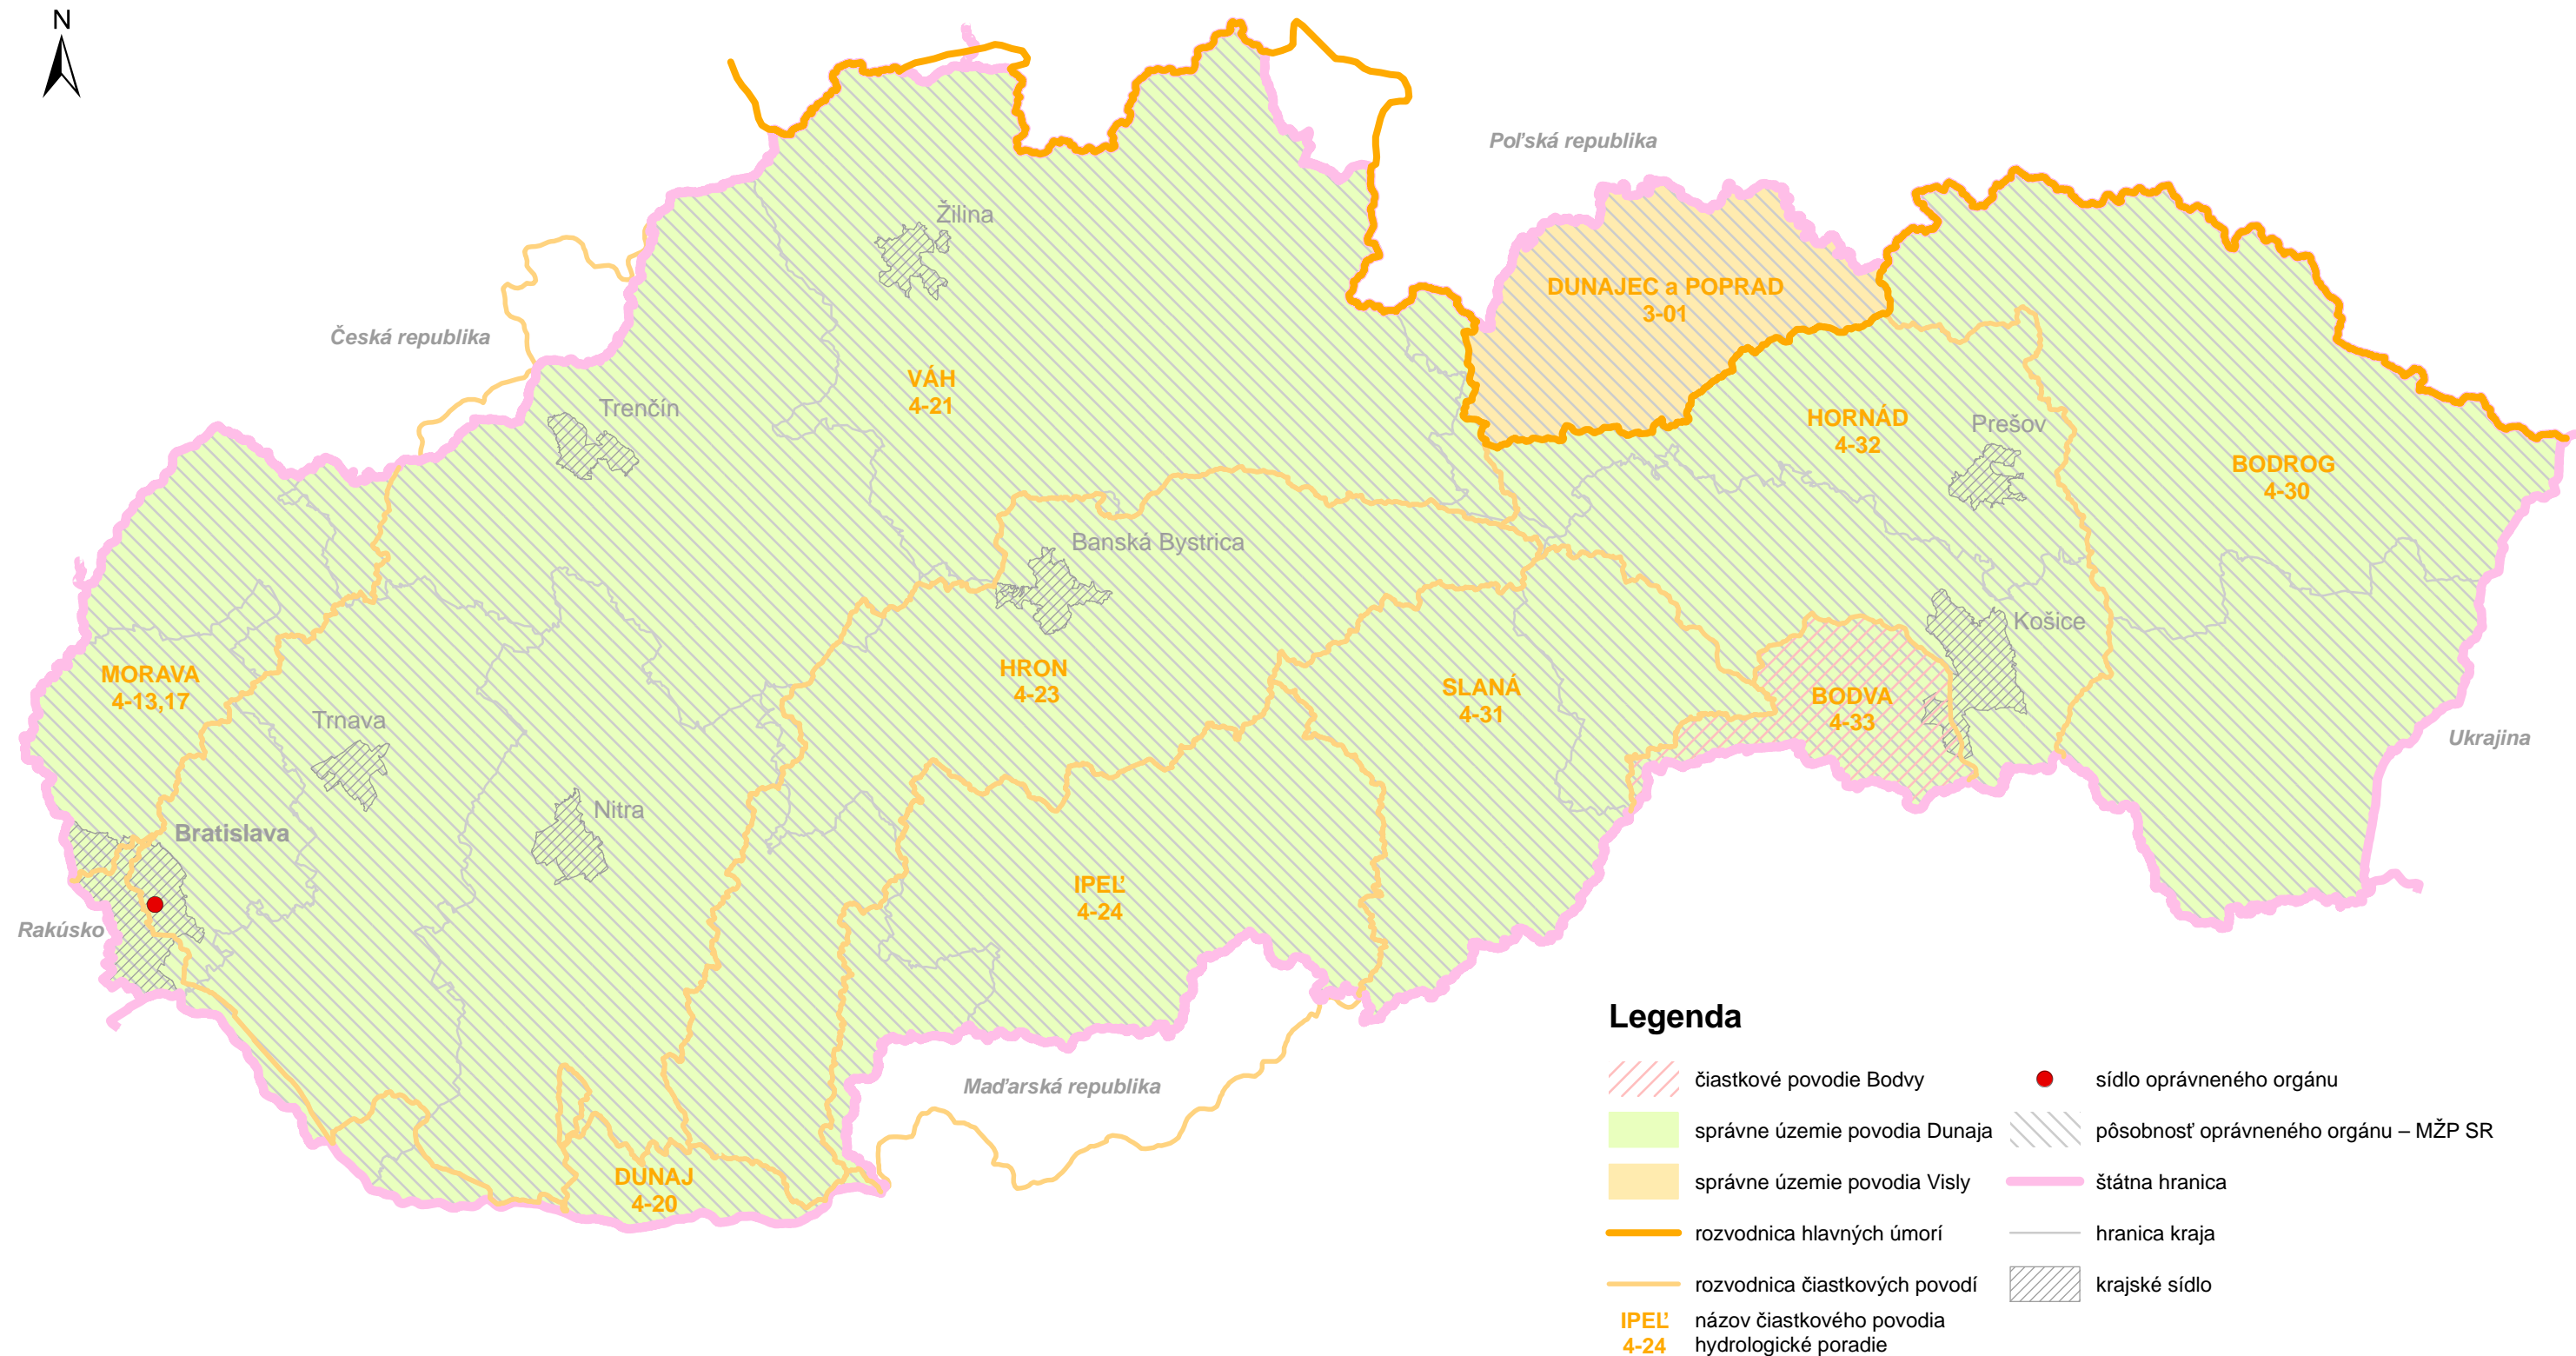 N
Poľská republika
Žilina
DUNAJEC a POPRAD
3-01
Česká republika
VÁH
4-21
Trenčín
HORNÁD
4-32
Prešov
BODROG
4-30
Banská Bystrica
Košice
MORAVA
4-13,17
HRON
4-23
SLANÁ
4-31
BODVA
4-33
Trnava
Ukrajina
Nitra
Bratislava
IPEĽ
4-24
Rakúsko
Maďarská republika
DUNAJ
4-20
Legenda
čiastkové povodie Bodvy
správne územie povodia Dunaja
správne územie povodia Visly
rozvodnica hlavných úmorí
rozvodnica čiastkových povodí
IPEĽ názov čiastkového povodia
4-24 hydrologické poradie
sídlo oprávneného orgánu
pôsobnosť oprávneného orgánu – MŽP SR
štátna hranica
hranica kraja
krajské sídlo